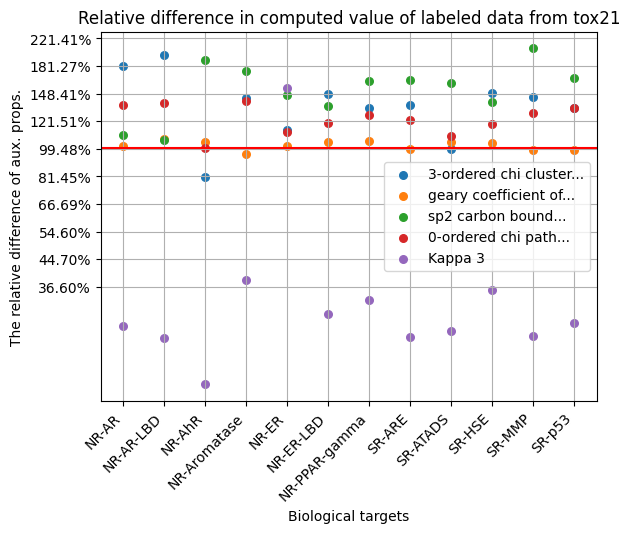 Relative difference in computed value of labeled data from tox21
The relative difference of aux. props.
221.41%
181.27%
148.41%
121.51%
99.48%
81.45%
66.69%
54.60%
44.70%
36.60%
3-ordered chi cluster...
geary coefficient of...
sp2 carbon bound...
0-ordered chi path...
Kappa 3
NR-AR
NR-AR-LBD
NR-AhR
NR-Aromatase
NR-ER
NR-ER-LBD
NR-PPAR-gamma
SR-ARE
SR-ATADS
SR-HSE
SR-MMP
SR-p53
Biological targets